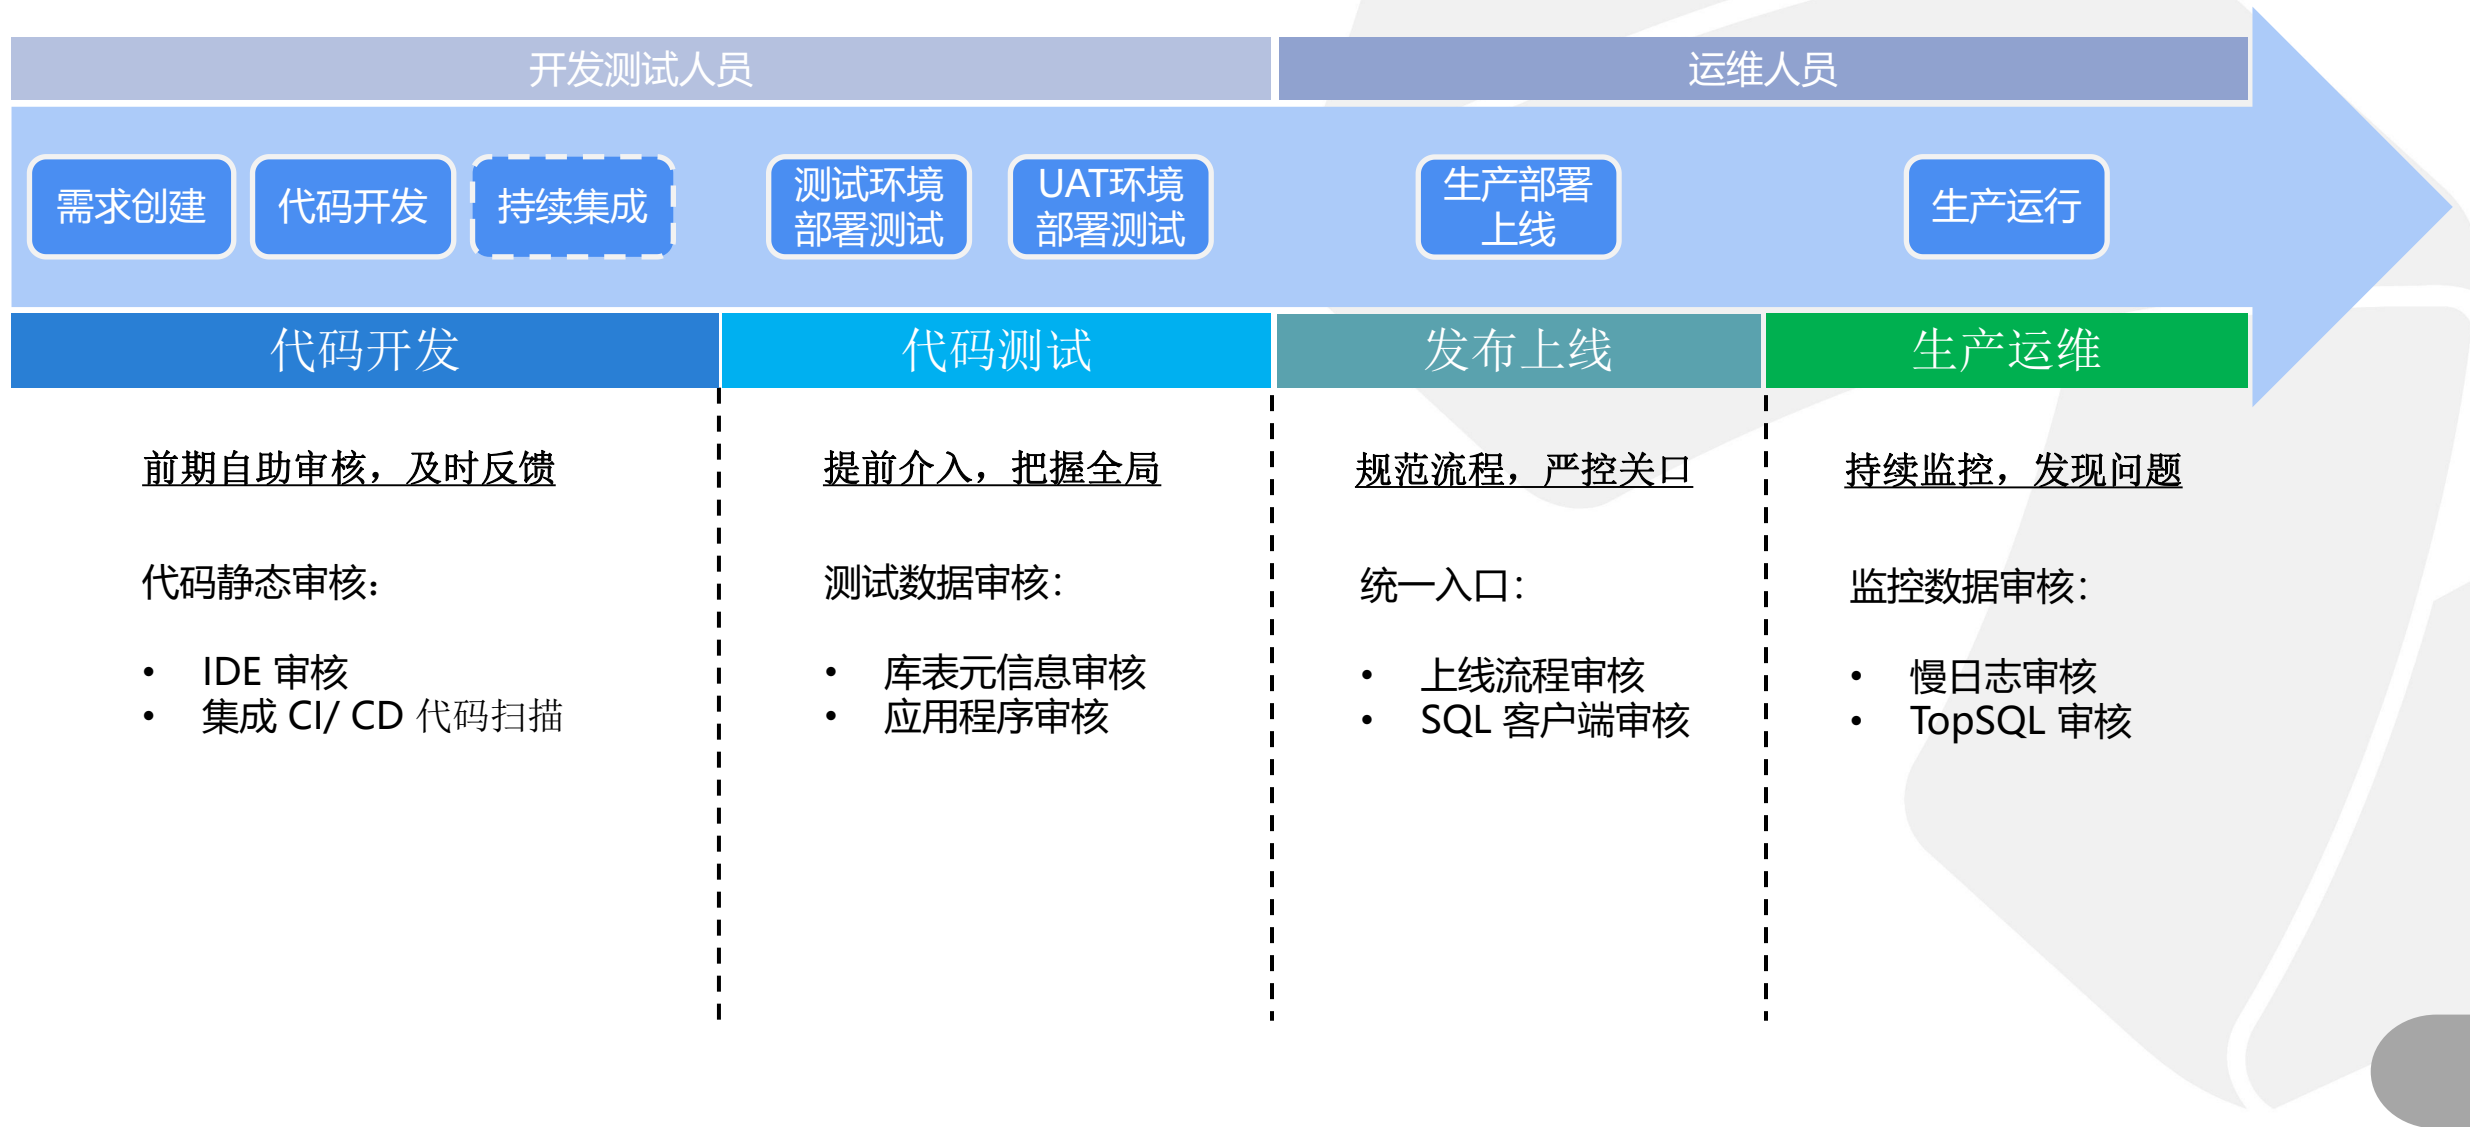 开发测试人员
运维人员
需求创建
代码开发
持续集成
测试环境
部署测试
UAT环境
部署测试
生产部署
上线
生产运行
代码开发
代码测试
发布上线
生产运维
前期自助审核，及时反馈
代码静态审核：
• IDE 审核
• 集成 CI/ CD 代码扫描
提前介入，把握全局
测试数据审核：
• 库表元信息审核
• 应用程序审核
规范流程，严控关口
统一入口：
• 上线流程审核
• SQL 客户端审核
持续监控，发现问题
监控数据审核：
• 慢日志审核
• TopSQL 审核